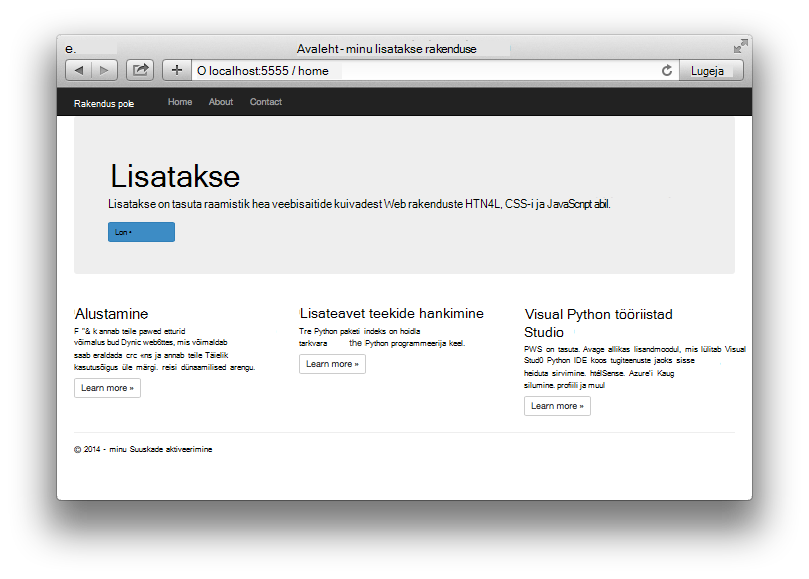 e.
Avaleht - minu lisatakse rakenduse
O localhost:5555 / home
Lugeja
Rakendus pole Home About Contact
Lisatakse
Lisatakse on tasuta raamistik hea veebisaitide kuivadest Web rakenduste HTN4L, CSS-i ja JavaScript abil.
Lon •
Alustamine
F "& k annab teile pawed etturid
võimalus bud Dynic web6ttes, mis võimaldab
saab eraldada crc «ns ja annab teile Täielik
kasutusõigus üle märgi. reisi dünaamilised arengu.
Learn more »
Lisateavet teekide hankimine
Tre Python paketi indeks on hoidla
tarkvara the Python programmeerija keel.
Learn more »
Visual Python tööriistad
Studio
PWS on tasuta. Avage allikas lisandmoodul, mis lülitab Visual
Stud0 Python IDE koos tugiteenuste jaoks sisse
heiduta sirvimine. htélSense. Azure'i Kaug
silumine. profiili ja muul
Learn more »
© 2014 - minu Suuskade aktiveerimine